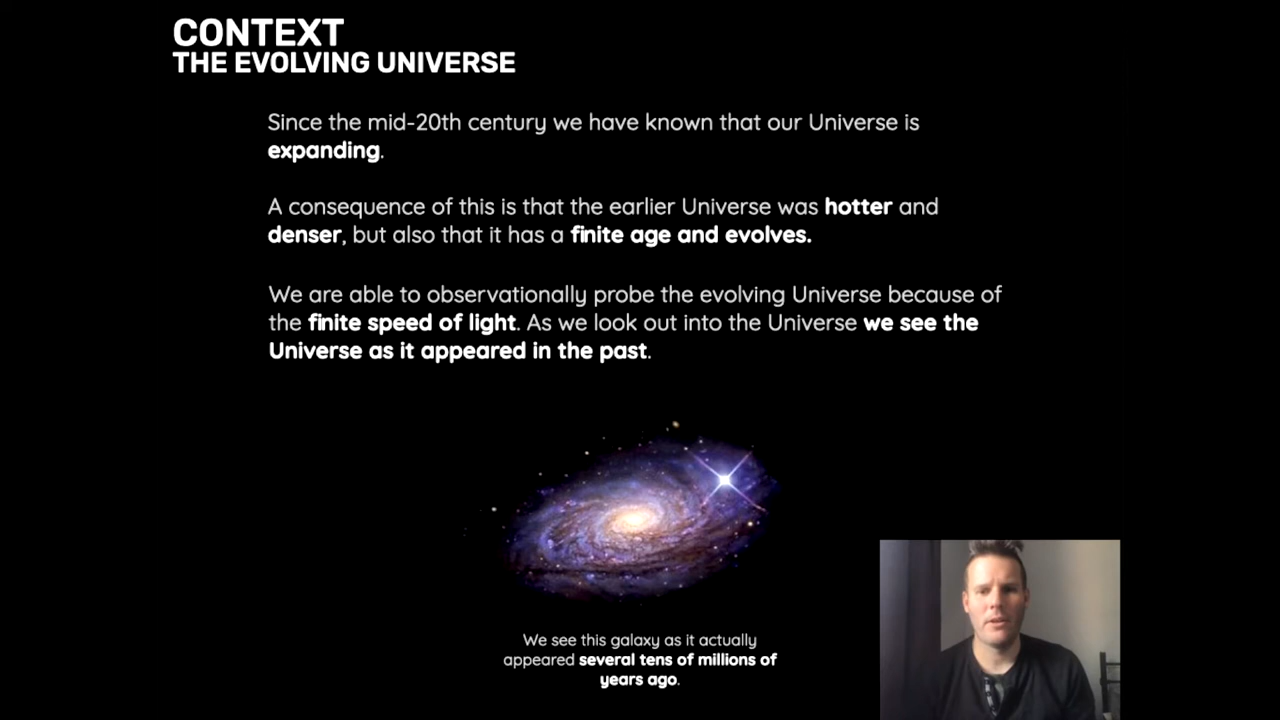 CONTEXT
THE EVOLVING UNIVERSE
Since the mid-20th century we have known that our Universe is
expanding.
A consequence of this is that the earlier Universe was hotter and
denser, but also that it has a finite age and evolves.
We are able to observationally probe the evolving Universe because of
the finite speed of light. As we look out into the Universe we see the
Universe as it appeared in the past.
We see this galaxy as it actually
appeared several tens of millions of
years ago.